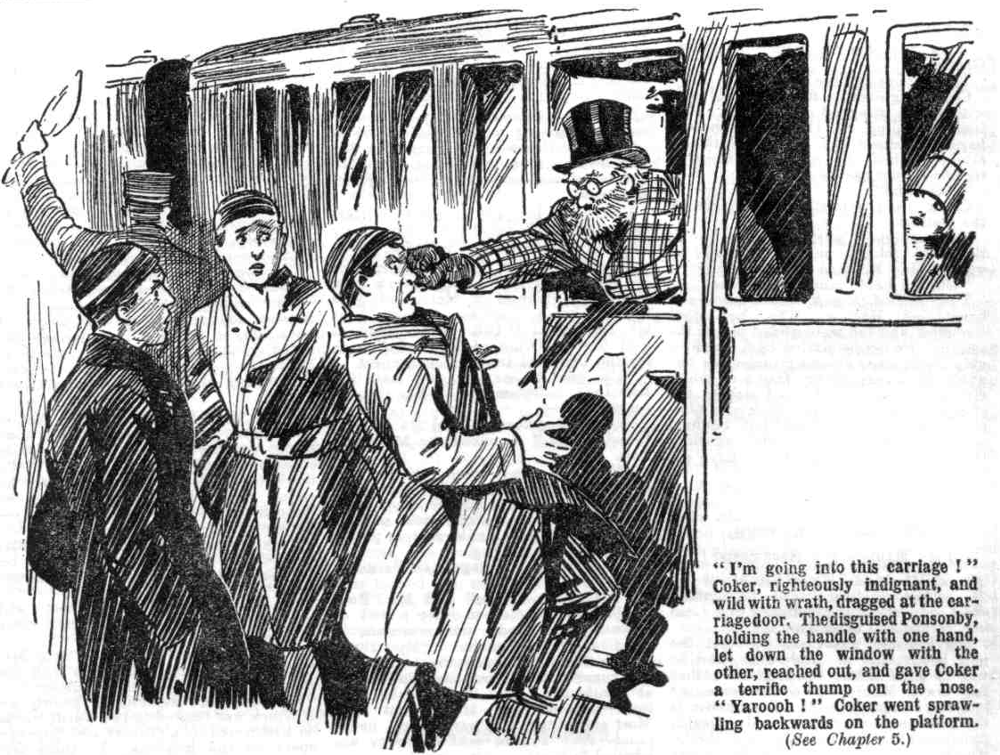 “ I’m going into this carriage ! ”
Coker, righteously indignant, and
wild with wrath, dragged at the car-
riage door. The disguised Ponsonby,
holding the handle with one hand,
let down the window with the
other, reached out, and gave Coker
a terrific thump on the nose.
“ Yaroooh ! ” Coker went spraw-
ling backwards on the platform.
(See Chapter 5.)